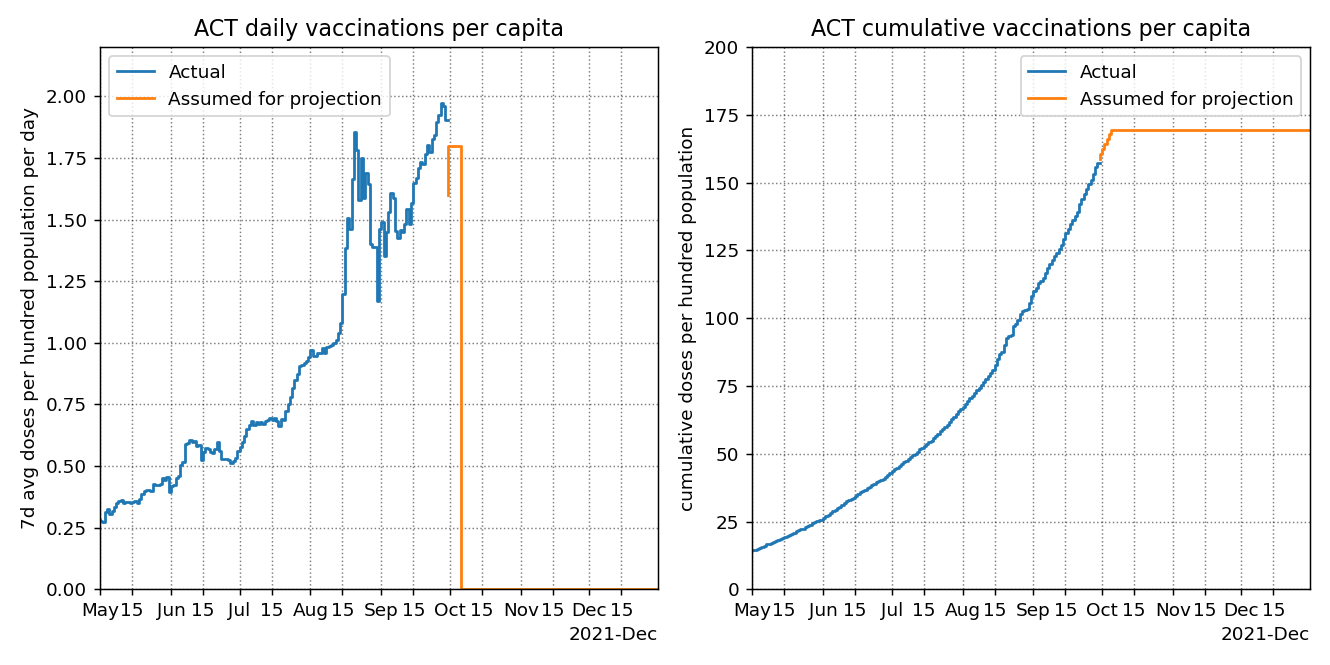 ACT daily vaccinations per capita
7d avg doses per hundred population per day
2.00
1.75
1.50
1.25
1.00
0.75
0.50
0.25
0.00
Actual
Assumed for projection
May 15 Jun 15 Jul 15 Aug 15 Sep 15 Oct 15 Nov 15 Dec 15
2021-Dec
ACT cumulative vaccinations per capita
cumulative doses per hundred population
200
175
150
125
100
75
50
25
0
Actual
Assumed for projection
May 15 Jun 15 Jul 15 Aug 15 Sep 15 Oct 15 Nov 15 Dec 15
2021-Dec